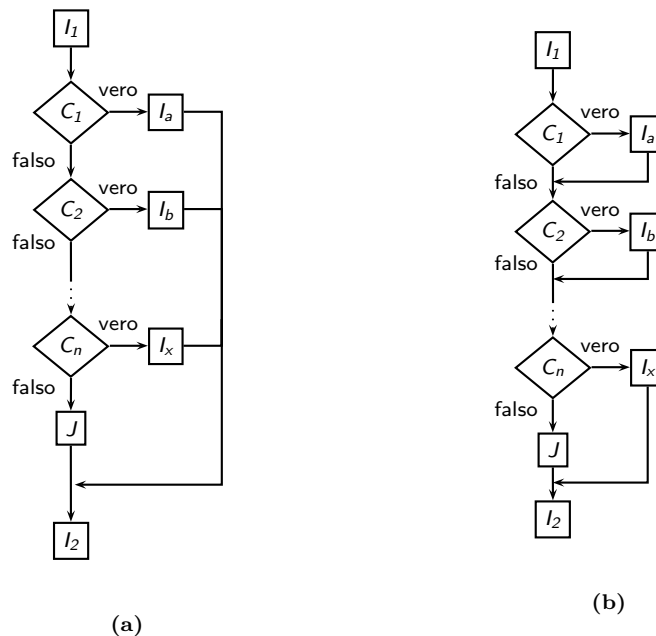 I1
vero
C1
Ia
falso
vero
C2
Ib
falso
vero
Cn
Ix
falso
J
I2
(a)
I1
vero
C1
Ia
falso
vero
C2
Ib
falso
vero
Cn
Ix
falso
J
I2
(b)